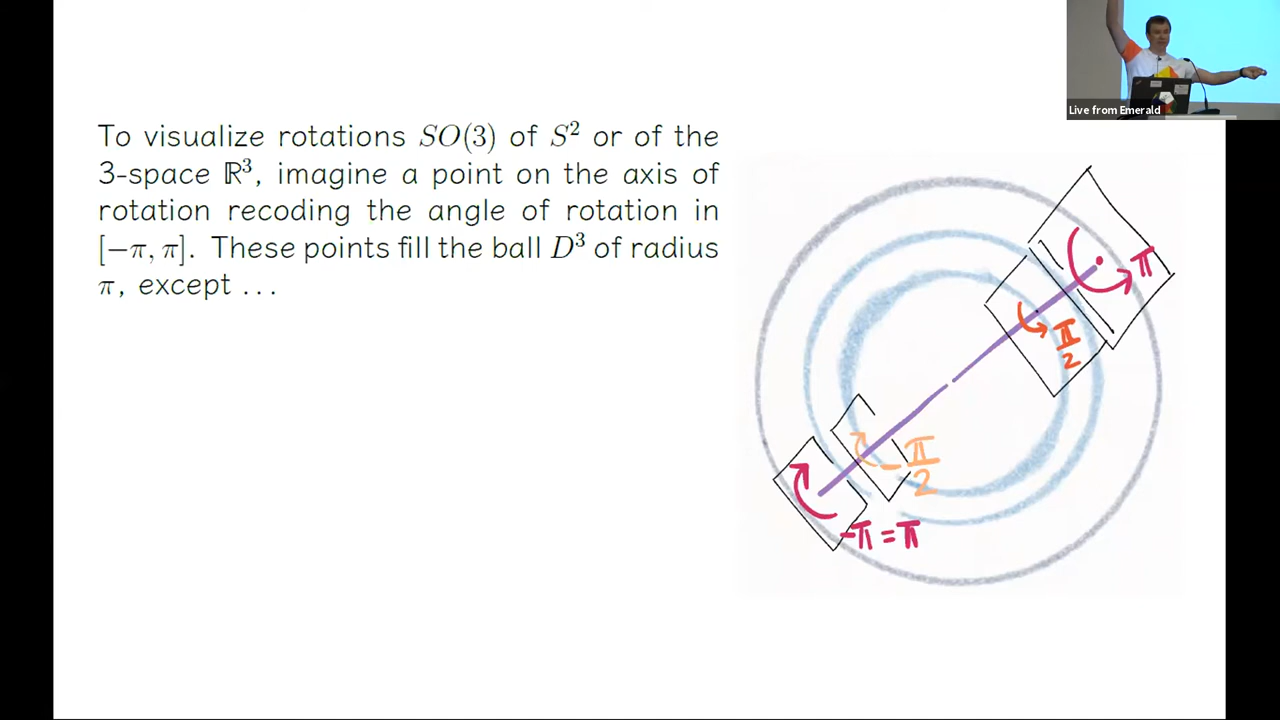 Live from Emerald
To visualize rotations SO(3) of S² or of the
3-space ℝ³, imagine a point on the axis of
rotation recoding the angle of rotation in
[−π, π]. These points fill the ball D³ of radius
π, except …
π
π/2
-π/2
-π=π